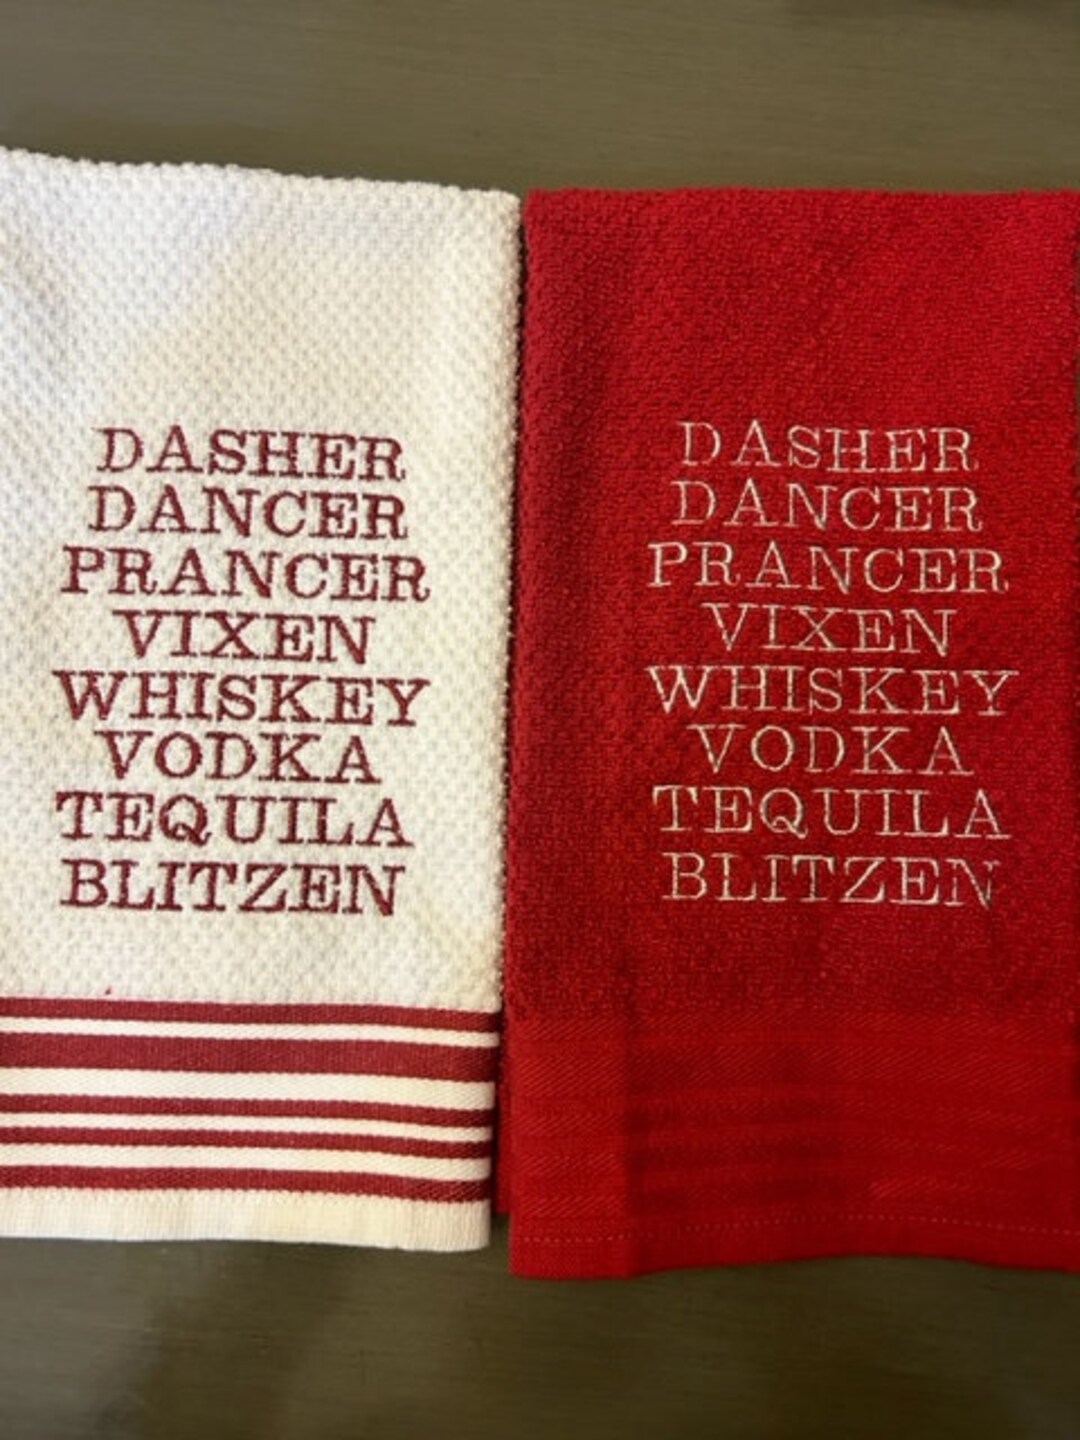 DASHER
DANCER
PRANCER
VIXEN
WHISKEY
VODKA
TEQUILA
BLITZEN
DASHER
DANCER
PRANCER
VIXEN
WHISKEY
VODKA
TEQUILA
BLITZEN